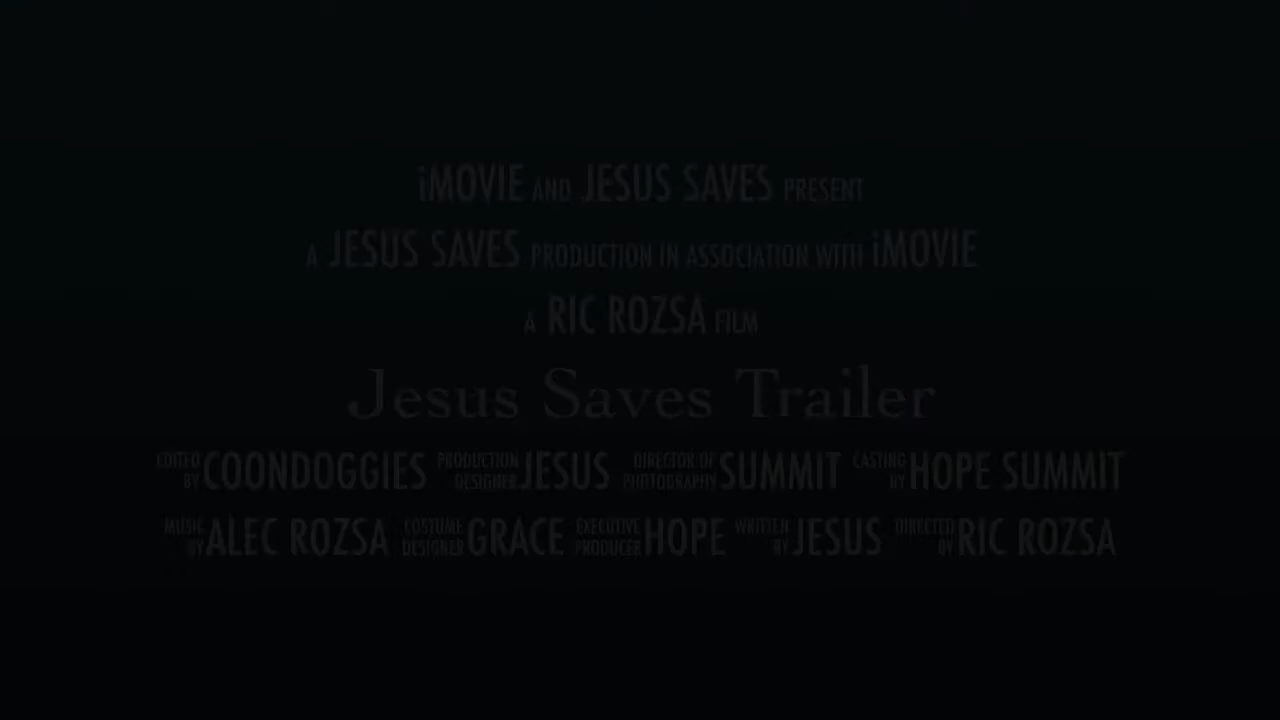 iMOVIE AND JESUS SAVES PRESENT
A JESUS SAVES PRODUCTION IN ASSOCIATION WITH iMOVIE
A RIC ROZSA FILM
Jesus Saves Trailer
EDITED BY COONDOGGIES PRODUCTION DESIGNER JESUS DIRECTOR OF PHOTOGRAPHY SUMMIT CASTING BY HOPE SUMMIT
MUSIC BY ALEC ROZSA COSTUME DESIGNER GRACE EXECUTIVE PRODUCER HOPE WRITTEN BY JESUS DIRECTED BY RIC ROZSA